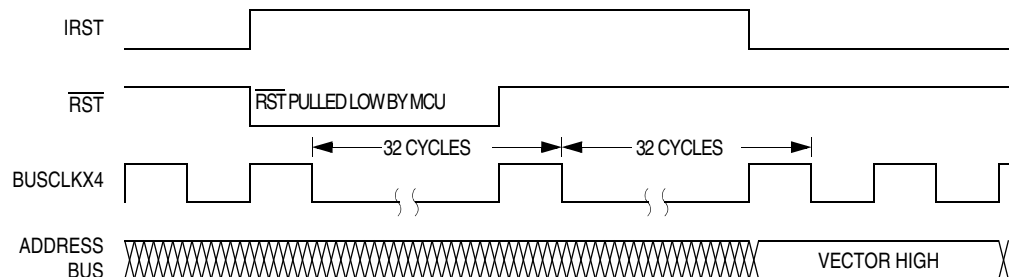 IRST
RST
RST PULLED LOW BY MCU
32 CYCLES
32 CYCLES
BUSCLKX4
ADDRESS
BUS
VECTOR HIGH